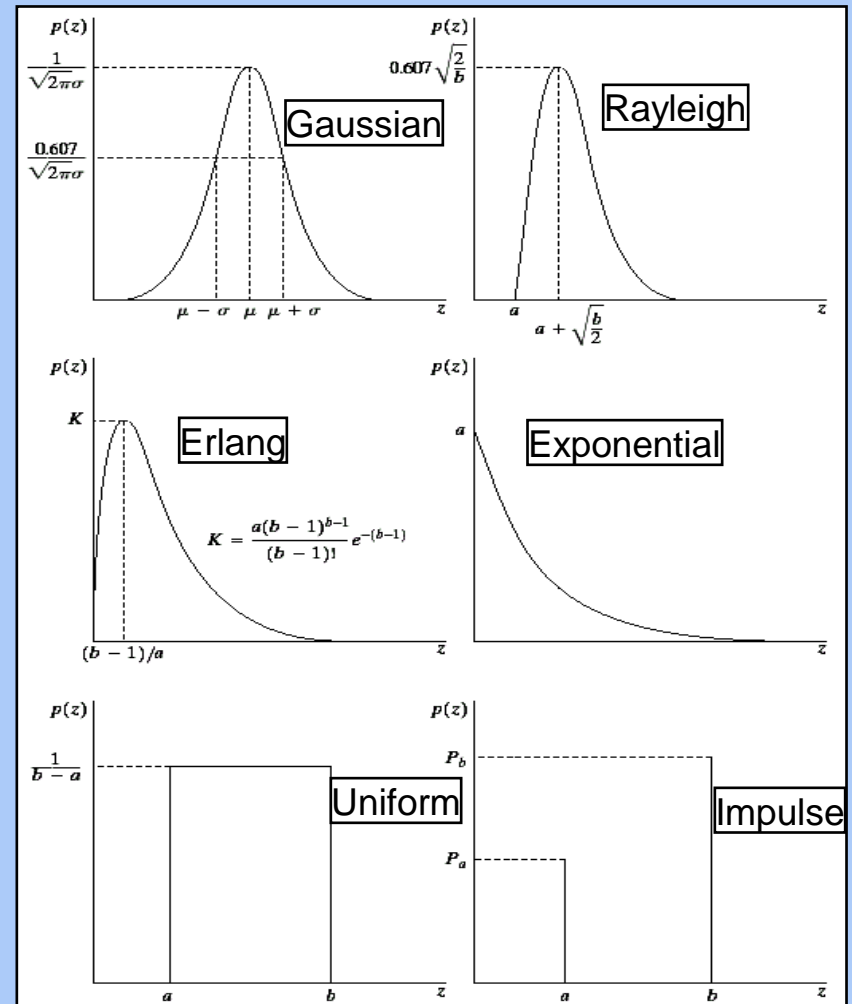 p(z)
1/√2πσ
0.607/√2πσ
Gaussian
μ − σ μ μ + σ z
p(z)
0.607 √2/b
Rayleigh
a z
a + √b/2
p(z)
K
Erlang
K = a(b − 1)^b−1/(b − 1)! e^−(b−1)
(b − 1)/a z
p(z)
a
Exponential
z
p(z)
1/b − a
Uniform
a b z
p(z)
P_b
Impulse
P_a
a b z